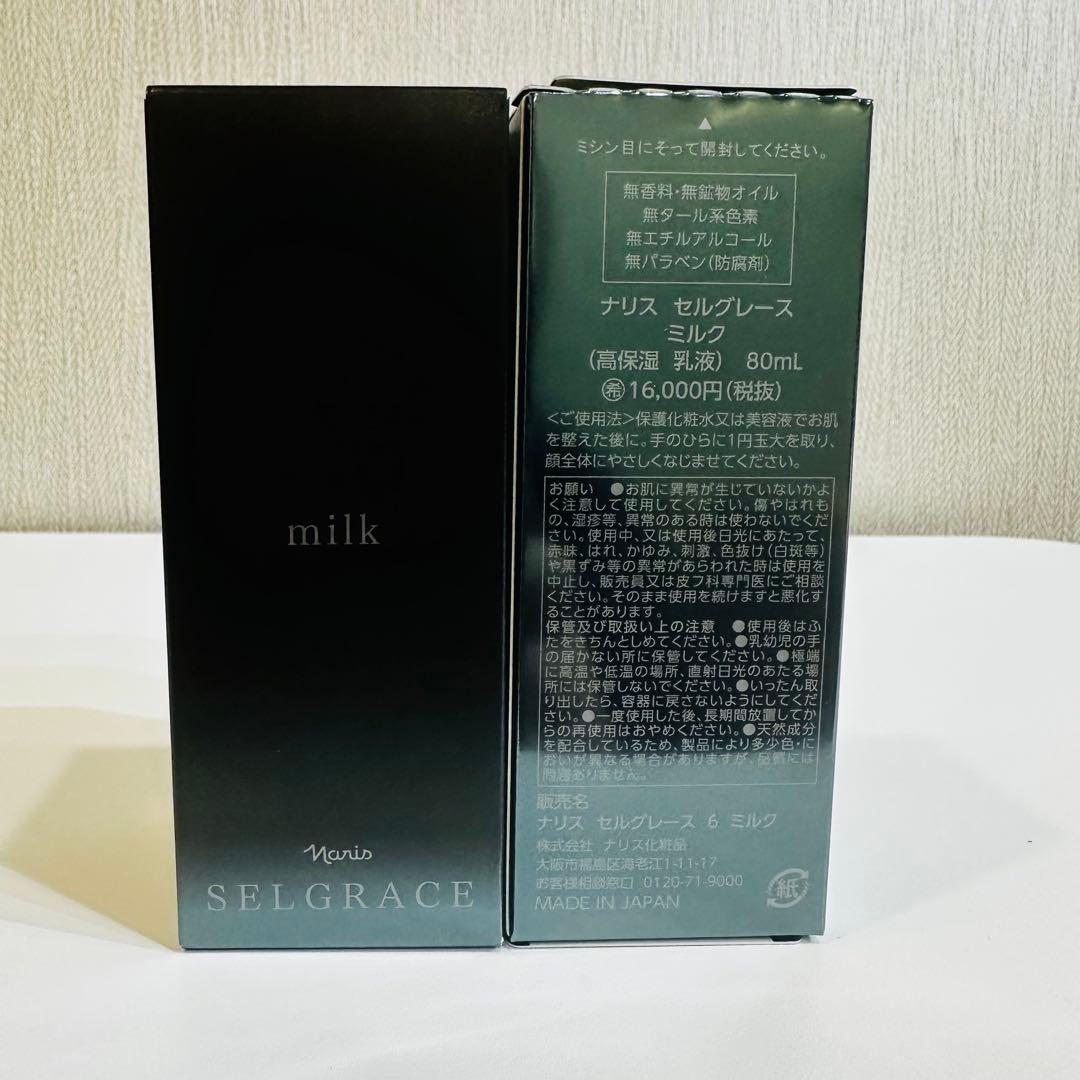 milk
Naris
SELGRACE
ミシン目にそって開封してください。
無香料・無鉱物オイル
無タール系色素
無エチルアルコール
無パラベン(防腐剤)
ナリス セルグレース
ミルク
(高保湿 乳液) 80mL
㊒16,000円(税抜)
<ご使用法>保護化粧水又は美容液でお肌
を整えた後に。手のひらに1円玉大を取り、
顔全体にやさしくなじませてください。
お願い ●お肌に異常が生じていないかよ
く注意して使用してください。傷やはれも
の、湿疹等、異常のある時は使わないでくだ
さい。使用中、又は使用後日光にあたって、
赤味、はれ、かゆみ、刺激、色抜け(白斑等)
や黒ずみ等の異常があらわれた時は使用を
中止し、販売員又は皮フ科専門医にご相談
ください。そのまま使用を続けますと悪化す
ることがあります。
保管及び取扱い上の注意 ●使用後はふ
たをきちんとしめてください。●乳幼児の手
の届かない所に保管してください。●極端
に高温や低温の場所、直射日光のあたる場
所には保管しないでください。●いったん取
り出したら、容器に戻さないようにしてくだ
さい。●一度使用した後、長期間放置してか
らの再使用はおやめください。●天然成分
を配合しているため、製品により多少色・に
おいが異なる場合がありますが、品質には
問題ありません。
販売名
ナリス セルグレース 6 ミルク
株式会社 ナリス化粧品
大阪市福島区海老江1-11-17
お客様相談窓口 0120-71-9000
MADE IN JAPAN
紙